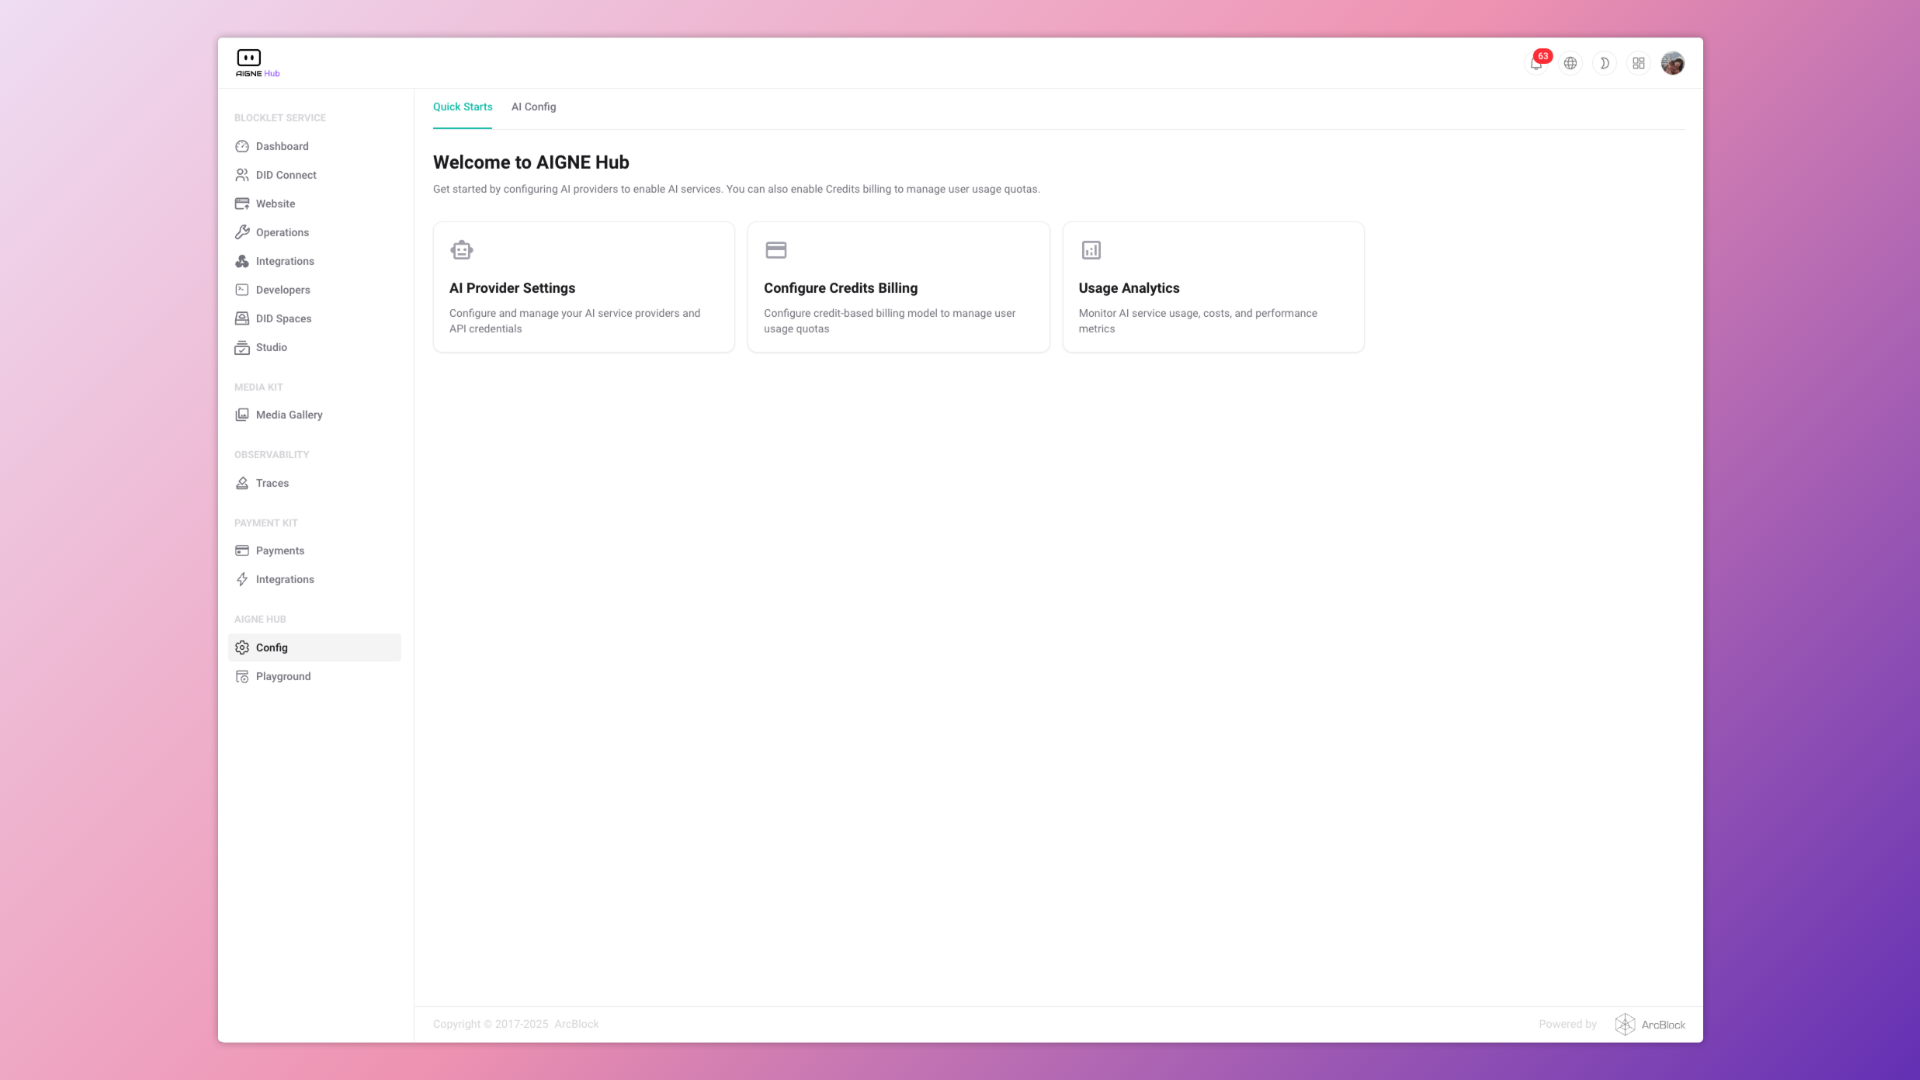 AIGNE Hub
63
BLOCKLET SERVICE
Dashboard
DID Connect
Website
Operations
Integrations
Developers
DID Spaces
Studio
MEDIA KIT
Media Gallery
OBSERVABILITY
Traces
PAYMENT KIT
Payments
Integrations
AIGNE HUB
Config
Playground
Quick Starts
AI Config
Welcome to AIGNE Hub
Get started by configuring AI providers to enable AI services. You can also enable Credits billing to manage user usage quotas.
AI Provider Settings
Configure and manage your AI service providers and
API credentials
Configure Credits Billing
Configure credit-based billing model to manage user
usage quotas
Usage Analytics
Monitor AI service usage, costs, and performance
metrics
Copyright © 2017-2025 ArcBlock
Powered by ArcBlock